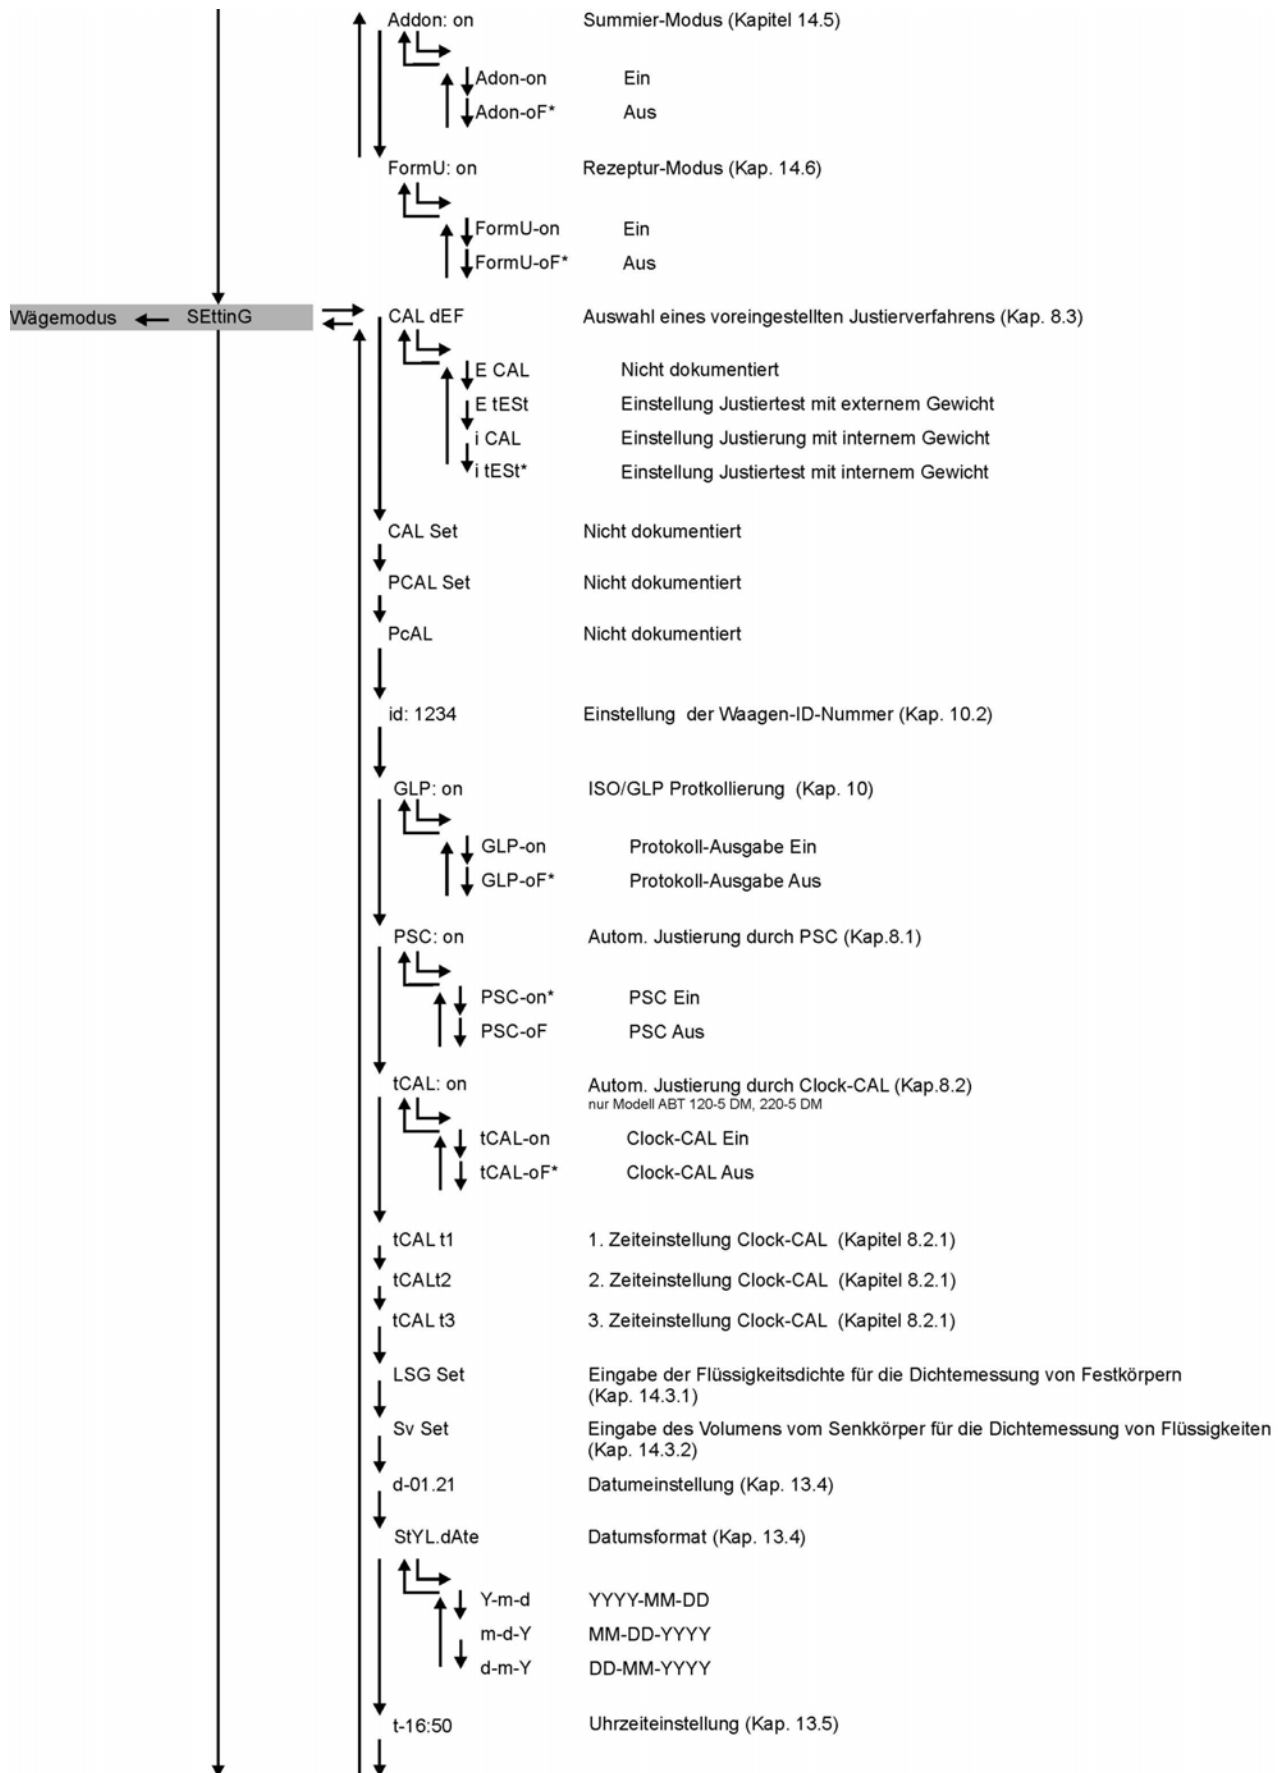 Addon: on Summier-Modus (Kapitel 14.5)
Adon-on Ein
Adon-oF* Aus
FormU: on Rezeptur-Modus (Kap. 14.6)
FormU-on Ein
FormU-oF* Aus
Wägemodus SEttinG CAL dEF Auswahl eines voreingestellten Justierverfahrens (Kap. 8.3)
E CAL Nicht dokumentiert
E tESt Einstellung Justiertest mit externem Gewicht
i CAL Einstellung Justierung mit internem Gewicht
i tESt* Einstellung Justiertest mit internem Gewicht
CAL Set Nicht dokumentiert
PCAL Set Nicht dokumentiert
PcAL Nicht dokumentiert
id: 1234 Einstellung der Waagen-ID-Nummer (Kap. 10.2)
GLP: on ISO/GLP Protkollierung (Kap. 10)
GLP-on Protokoll-Ausgabe Ein
GLP-oF* Protokoll-Ausgabe Aus
PSC: on Autom. Justierung durch PSC (Kap.8.1)
PSC-on* PSC Ein
PSC-oF PSC Aus
tCAL: on Autom. Justierung durch Clock-CAL (Kap.8.2)
nur Modell ABT 120-5 DM, 220-5 DM
tCAL-on Clock-CAL Ein
tCAL-oF* Clock-CAL Aus
tCAL t1 1. Zeiteinstellung Clock-CAL (Kapitel 8.2.1)
tCALt2 2. Zeiteinstellung Clock-CAL (Kapitel 8.2.1)
tCAL t3 3. Zeiteinstellung Clock-CAL (Kapitel 8.2.1)
LSG Set Eingabe der Flüssigkeitsdichte für die Dichtemessung von Festkörpern
(Kap. 14.3.1)
Sv Set Eingabe des Volumens vom Senkkörper für die Dichtemessung von Flüssigkeiten
(Kap. 14.3.2)
d-01.21 Datumeinstellung (Kap. 13.4)
StYL.dAte Datumsformat (Kap. 13.4)
Y-m-d YYYY-MM-DD
m-d-Y MM-DD-YYYY
d-m-Y DD-MM-YYYY
t-16:50 Uhrzeiteinstellung (Kap. 13.5)